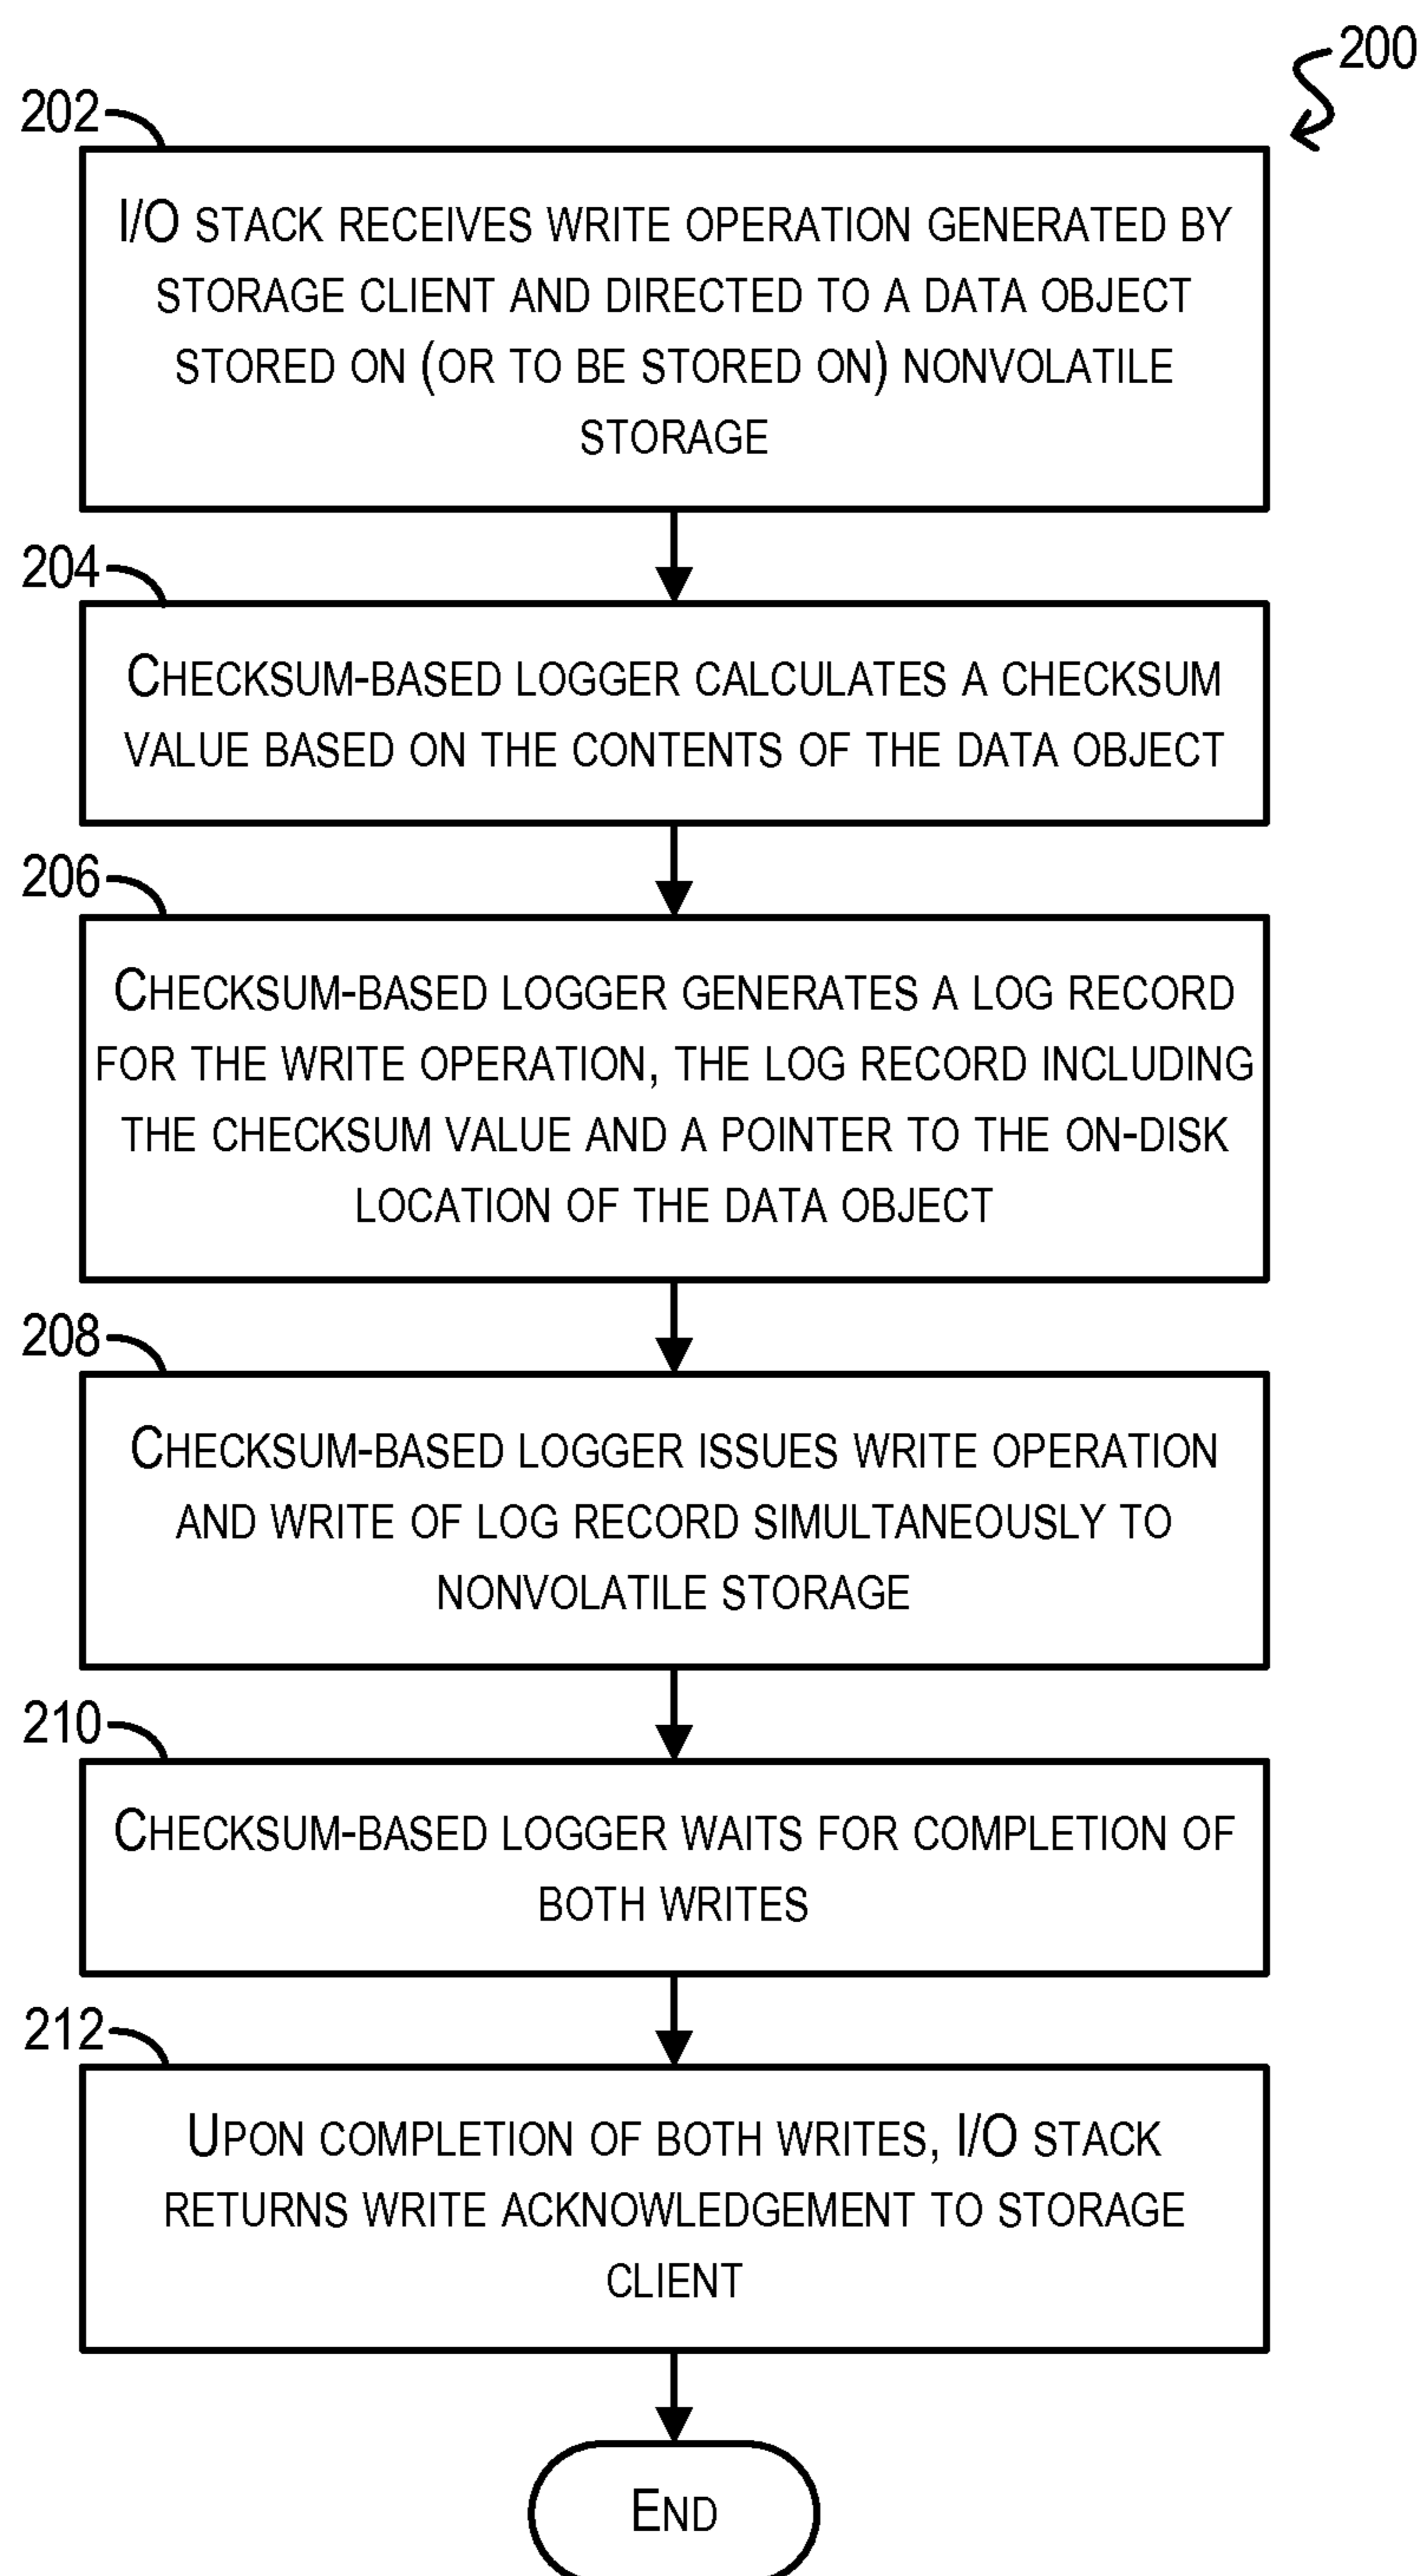 200
202
I/O STACK RECEIVES WRITE OPERATION GENERATED BY
STORAGE CLIENT AND DIRECTED TO A DATA OBJECT
STORED ON (OR TO BE STORED ON) NONVOLATILE
STORAGE
204
CHECKSUM-BASED LOGGER CALCULATES A CHECKSUM
VALUE BASED ON THE CONTENTS OF THE DATA OBJECT
206
CHECKSUM-BASED LOGGER GENERATES A LOG RECORD
FOR THE WRITE OPERATION, THE LOG RECORD INCLUDING
THE CHECKSUM VALUE AND A POINTER TO THE ON-DISK
LOCATION OF THE DATA OBJECT
208
CHECKSUM-BASED LOGGER ISSUES WRITE OPERATION
AND WRITE OF LOG RECORD SIMULTANEOUSLY TO
NONVOLATILE STORAGE
210
CHECKSUM-BASED LOGGER WAITS FOR COMPLETION OF
BOTH WRITES
212
UPON COMPLETION OF BOTH WRITES, I/O STACK
RETURNS WRITE ACKNOWLEDGEMENT TO STORAGE
CLIENT
END